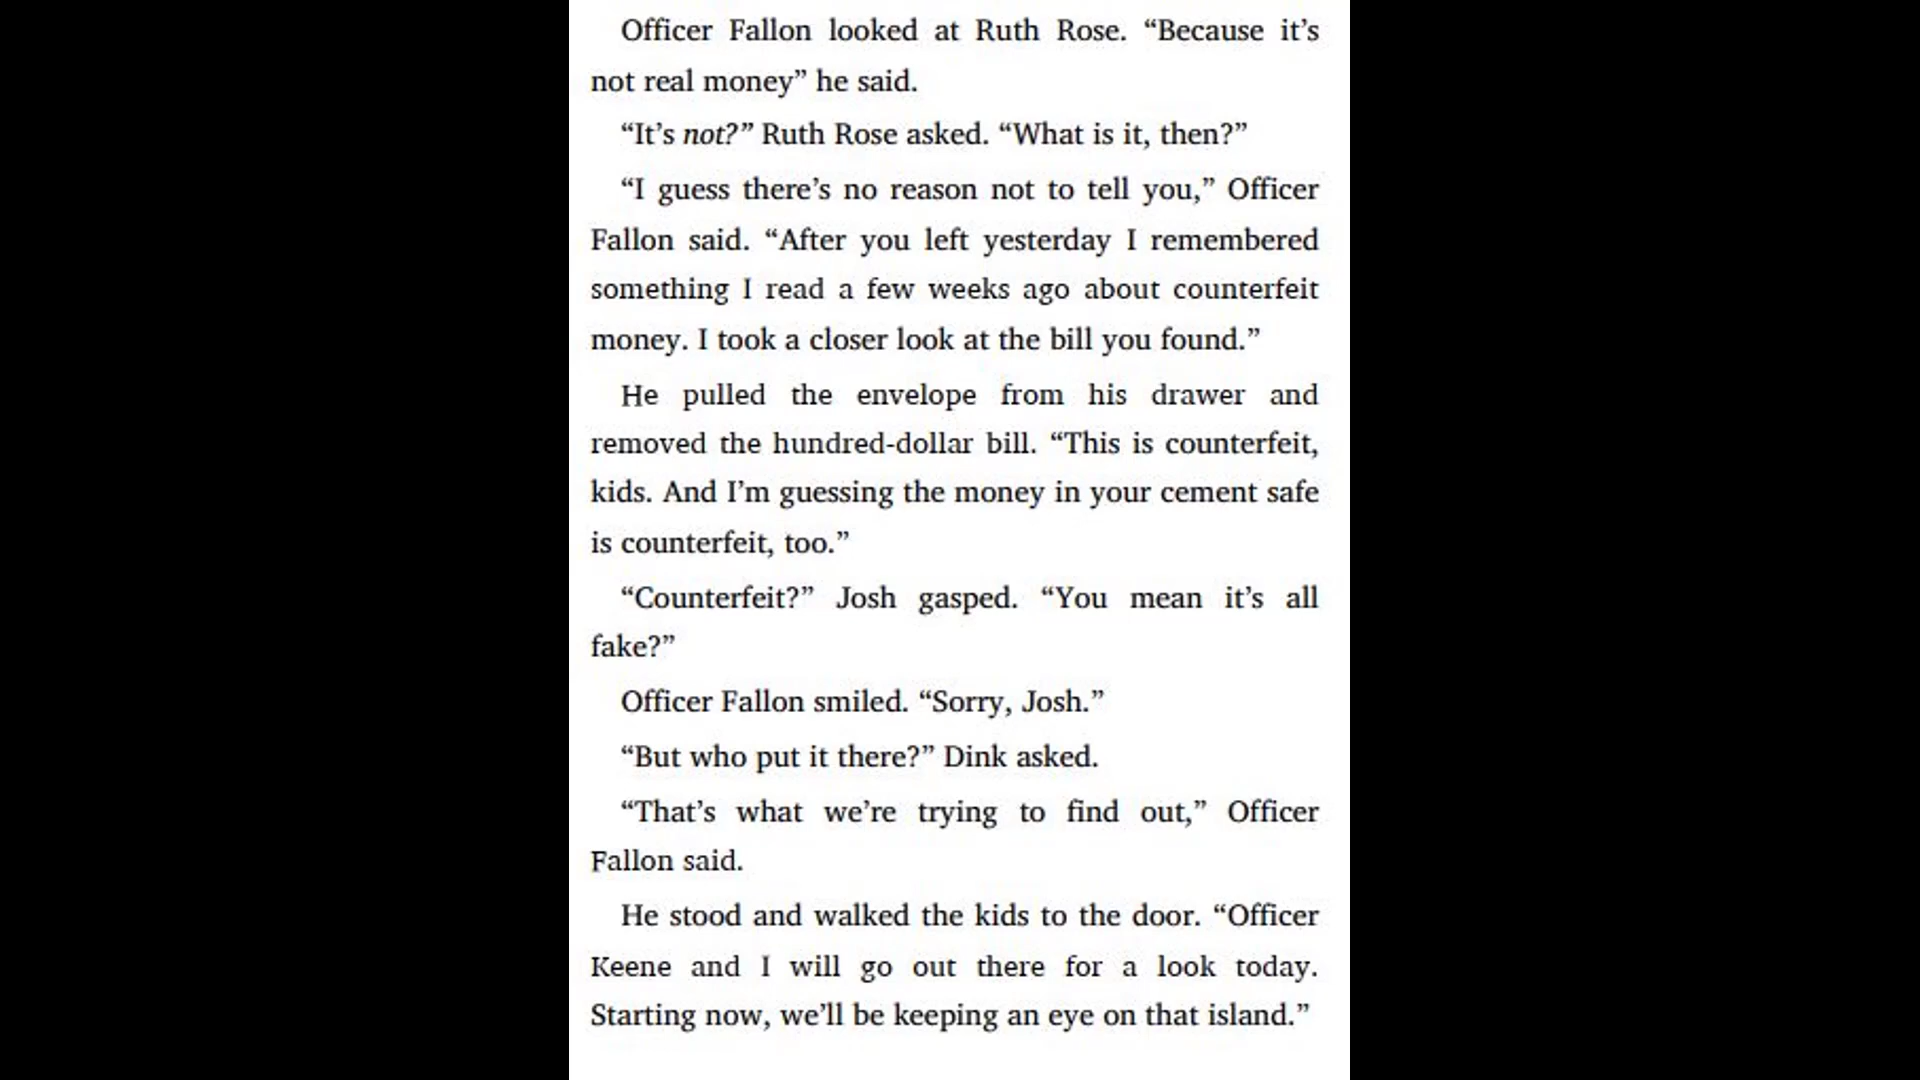 Officer Fallon looked at Ruth Rose. “Because it’s
not real money” he said.
“It’s not?” Ruth Rose asked. “What is it, then?”
“I guess there’s no reason not to tell you,” Officer
Fallon said. “After you left yesterday I remembered
something I read a few weeks ago about counterfeit
money. I took a closer look at the bill you found.”
He pulled the envelope from his drawer and
removed the hundred-dollar bill. “This is counterfeit,
kids. And I’m guessing the money in your cement safe
is counterfeit, too.”
“Counterfeit?” Josh gasped. “You mean it’s all
fake?”
Officer Fallon smiled. “Sorry, Josh.”
“But who put it there?” Dink asked.
“That’s what we’re trying to find out,” Officer
Fallon said.
He stood and walked the kids to the door. “Officer
Keene and I will go out there for a look today.
Starting now, we’ll be keeping an eye on that island.”